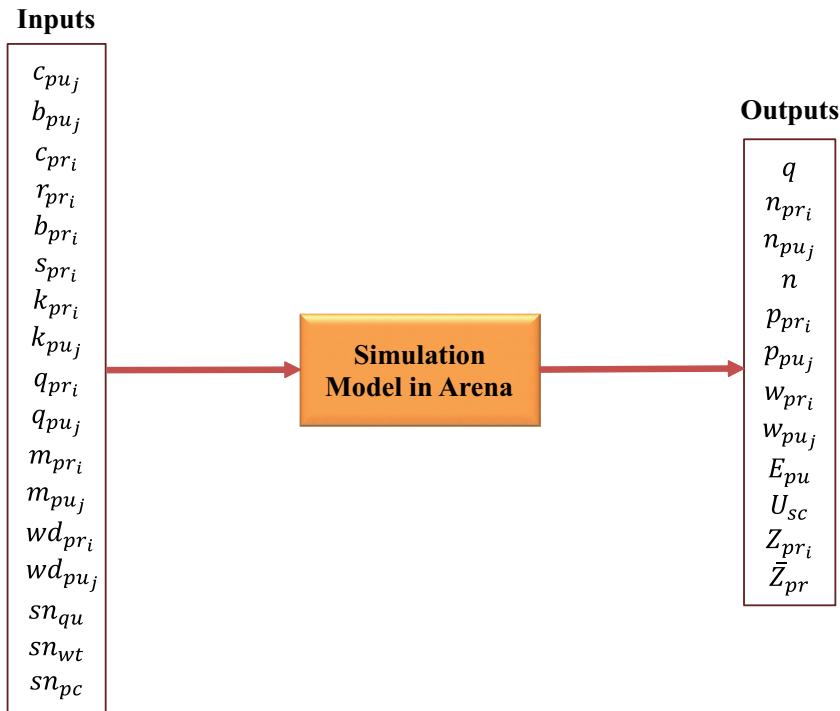 Inputs
c_{pu_j}
b_{pu_j}
c_{pr_i}
r_{pr_i}
b_{pr_i}
s_{pr_i}
k_{pr_i}
k_{pu_j}
q_{pr_i}
q_{pu_j}
m_{pr_i}
m_{pu_j}
wd_{pr_i}
wd_{pu_j}
sn_{qu}
sn_{wt}
sn_{pc}
Simulation
Model in Arena
Outputs
q
n_{pr_i}
n_{pu_j}
n
p_{pr_i}
p_{pu_j}
w_{pr_i}
w_{pu_j}
E_{pu}
U_{sc}
Z_{pr_i}
\bar{Z}_{pr}